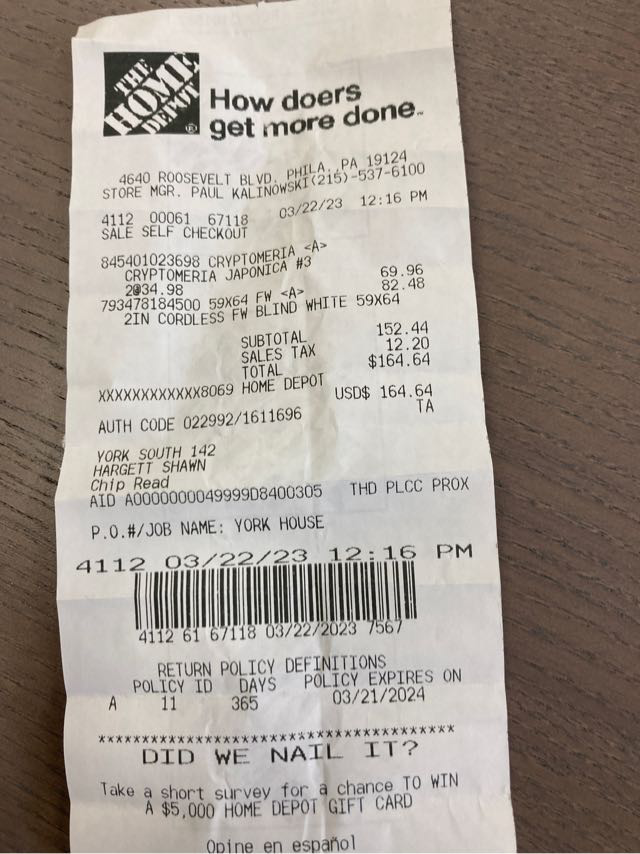 THE
HOME
DEPOT®
How doers
get more done™
4640 ROOSEVELT BLVD. PHILA., PA 19124
STORE MGR. PAUL KALINOWSKI(215)-537-6100
4112 00061 67118 03/22/23 12:16 PM
SALE SELF CHECKOUT
845401023698 CRYPTOMERIA <A>
CRYPTOMERIA JAPONICA #3
2@34.98 69.96
793478184500 59X64 FW <A> 82.48
2IN CORDLESS FW BLIND WHITE 59X64
SUBTOTAL 152.44
SALES TAX 12.20
TOTAL $164.64
XXXXXXXXXXXX8069 HOME DEPOT
USD$ 164.64
AUTH CODE 022992/1611696 TA
YORK SOUTH 142
HARGETT SHAWN
Chip Read
AID A0000000049999D8400305 THD PLCC PROX
P.O.#/JOB NAME: YORK HOUSE
4112 03/22/23 12:16 PM
4112 61 67118 03/22/2023 7567
RETURN POLICY DEFINITIONS
POLICY ID DAYS POLICY EXPIRES ON
A 11 365 03/21/2024
******************************************
DID WE NAIL IT?
Take a short survey for a chance TO WIN
A $5,000 HOME DEPOT GIFT CARD
Opine en español